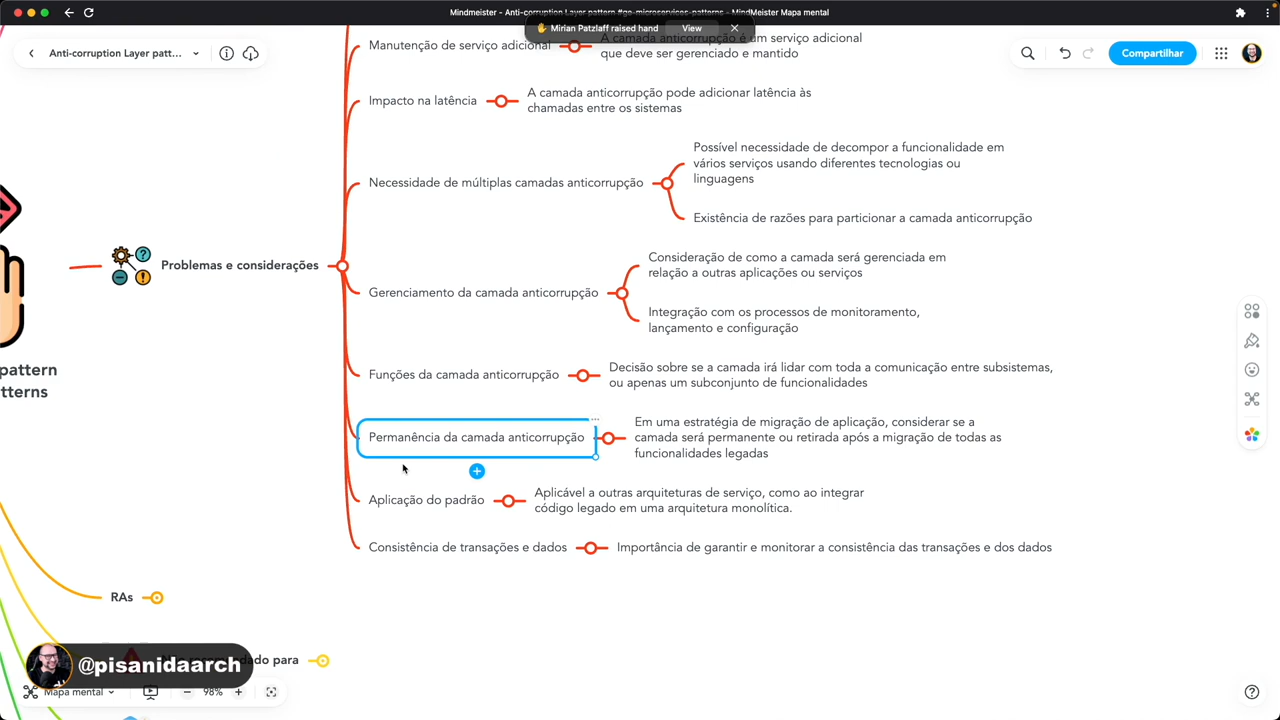 Mindmeister - Anti-corruption Layer pattern #ge-microservices-patterns - MindMeister Mapa mental
Mirian Patzlaff raised hand
View
Anti-corruption Layer patt...
Compartilhar
Manutenção de serviço adicional
A camada anticorrupção é um serviço adicional
que deve ser gerenciado e mantido
Impacto na latência
A camada anticorrupção pode adicionar latência às
chamadas entre os sistemas
Necessidade de múltiplas camadas anticorrupção
Possível necessidade de decompor a funcionalidade em
vários serviços usando diferentes tecnologias ou
linguagens
Existência de razões para particionar a camada anticorrupção
Problemas e considerações
Gerenciamento da camada anticorrupção
Consideração de como a camada será gerenciada em
relação a outras aplicações ou serviços
Integração com os processos de monitoramento,
lançamento e configuração
pattern
tterns
Funções da camada anticorrupção
Decisão sobre se a camada irá lidar com toda a comunicação entre subsistemas,
ou apenas um subconjunto de funcionalidades
Permanência da camada anticorrupção
Em uma estratégia de migração de aplicação, considerar se a
camada será permanente ou retirada após a migração de todas as
funcionalidades legadas
Aplicação do padrão
Aplicável a outras arquiteturas de serviço, como ao integrar
código legado em uma arquitetura monolítica.
Consistência de transações e dados
Importância de garantir e monitorar a consistência das transações e dos dados
RAs
@pisanidaarch
dado para
Mapa mental
98%